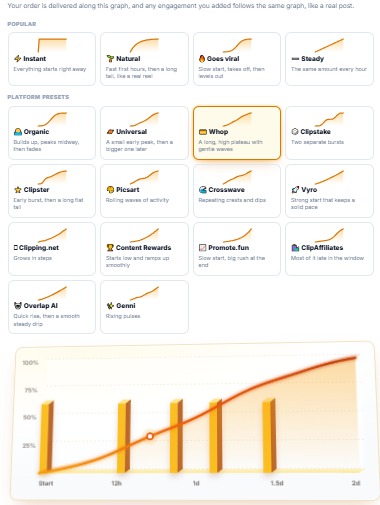 Your order is delivered along this graph, and any engagement you added follows the same graph, like a real post.
POPULAR
Instant
Everything starts right away
Natural
Fast first hours, then a long
tail, like a real reel
Goes viral
Slow start, takes off, then
levels out
Steady
The same amount every hour
PLATFORM PRESETS
Organic
Builds up, peaks midway,
then fades
Universal
A small early peak, then a
bigger one later
Whop
A long, high plateau with
gentle waves
Clipstake
Two separate bursts
Clipster
Early burst, then a long flat
tail
Picsart
Rolling waves of activity
Crosswave
Repeating crests and dips
Vyro
Strong start that keeps a
solid pace
Clipping.net
Grows in steps
Content Rewards
Starts low and ramps up
smoothly
Promote.fun
Slow start, big rush at the
end
ClipAffiliates
Most of it late in the window
Overlap AI
Quick rise, then a smooth
steady drip
Genni
Rising pulses
100%
75%
50%
25%
Start 12h 1d 1.5d 2d